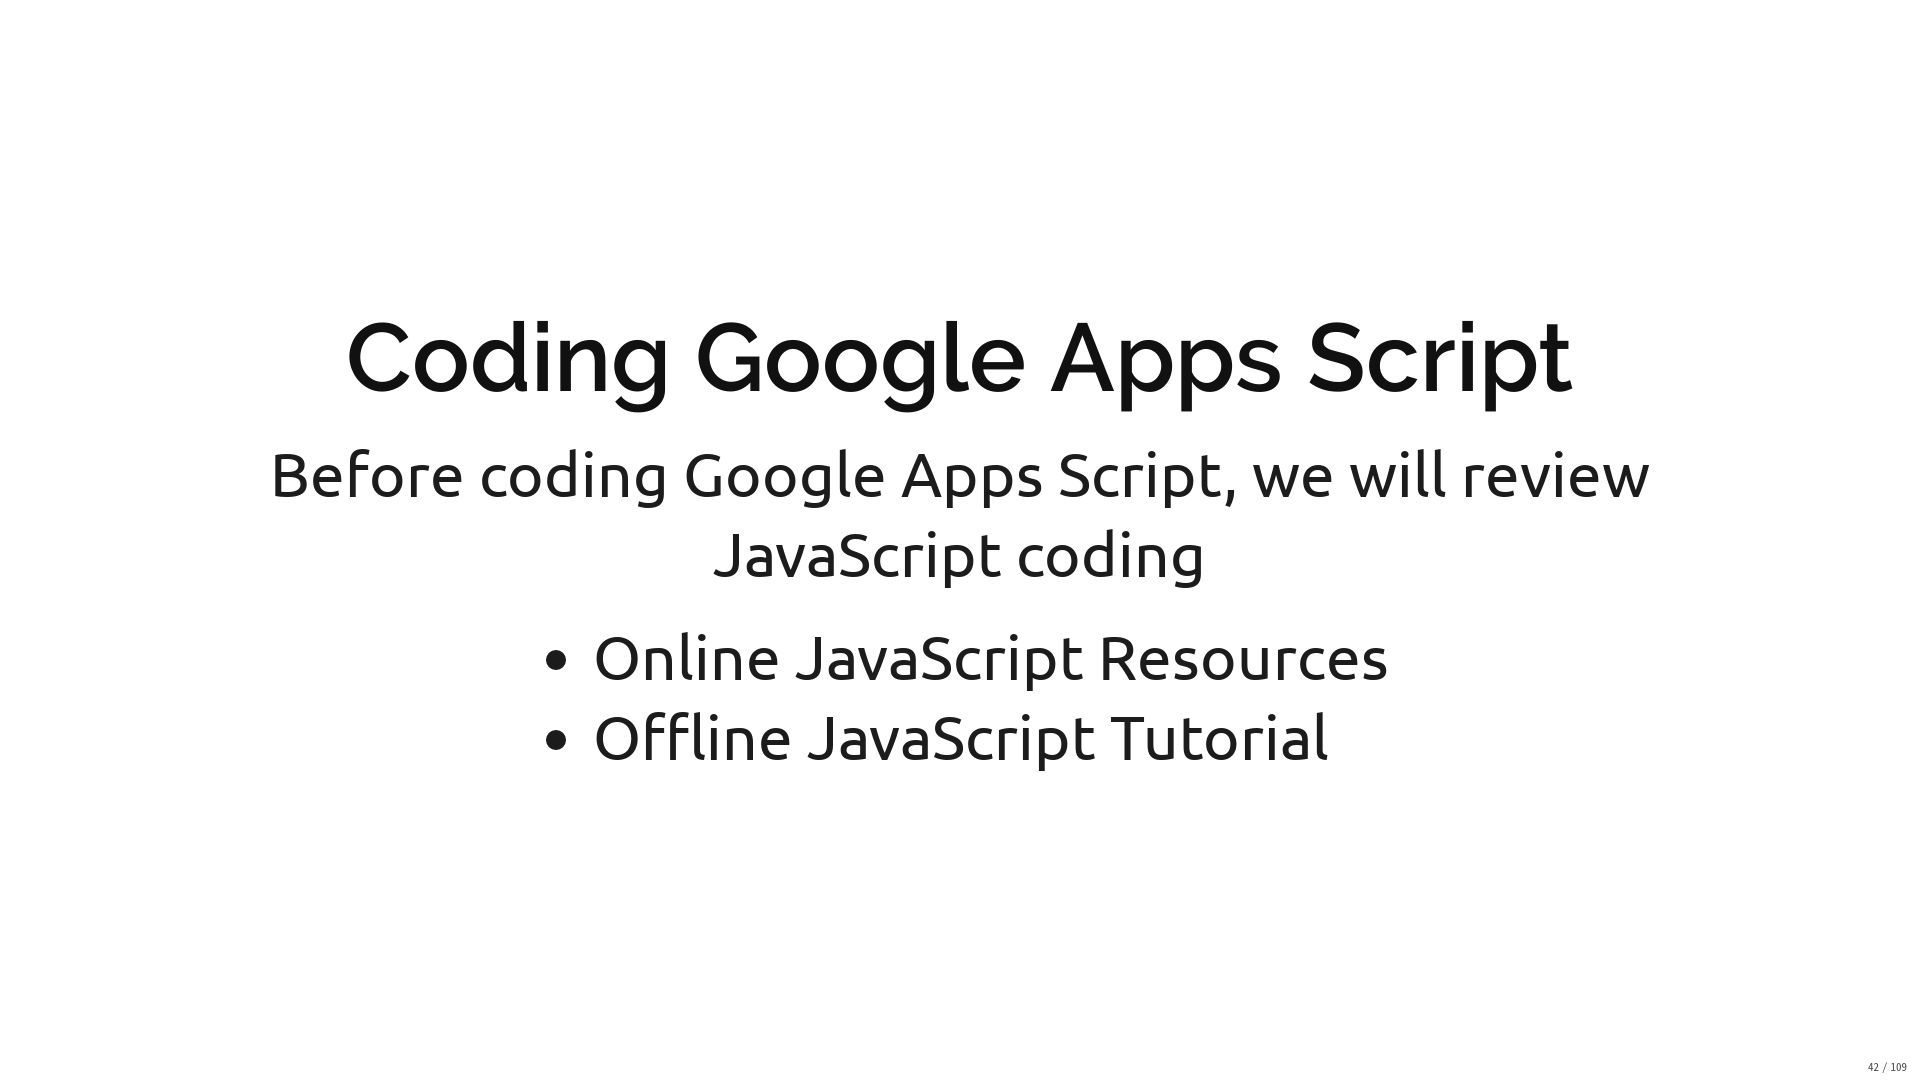 Coding Google Apps Script
Before coding Google Apps Script, we will review
JavaScript coding
• Online JavaScript Resources
• Offline JavaScript Tutorial
42 / 109